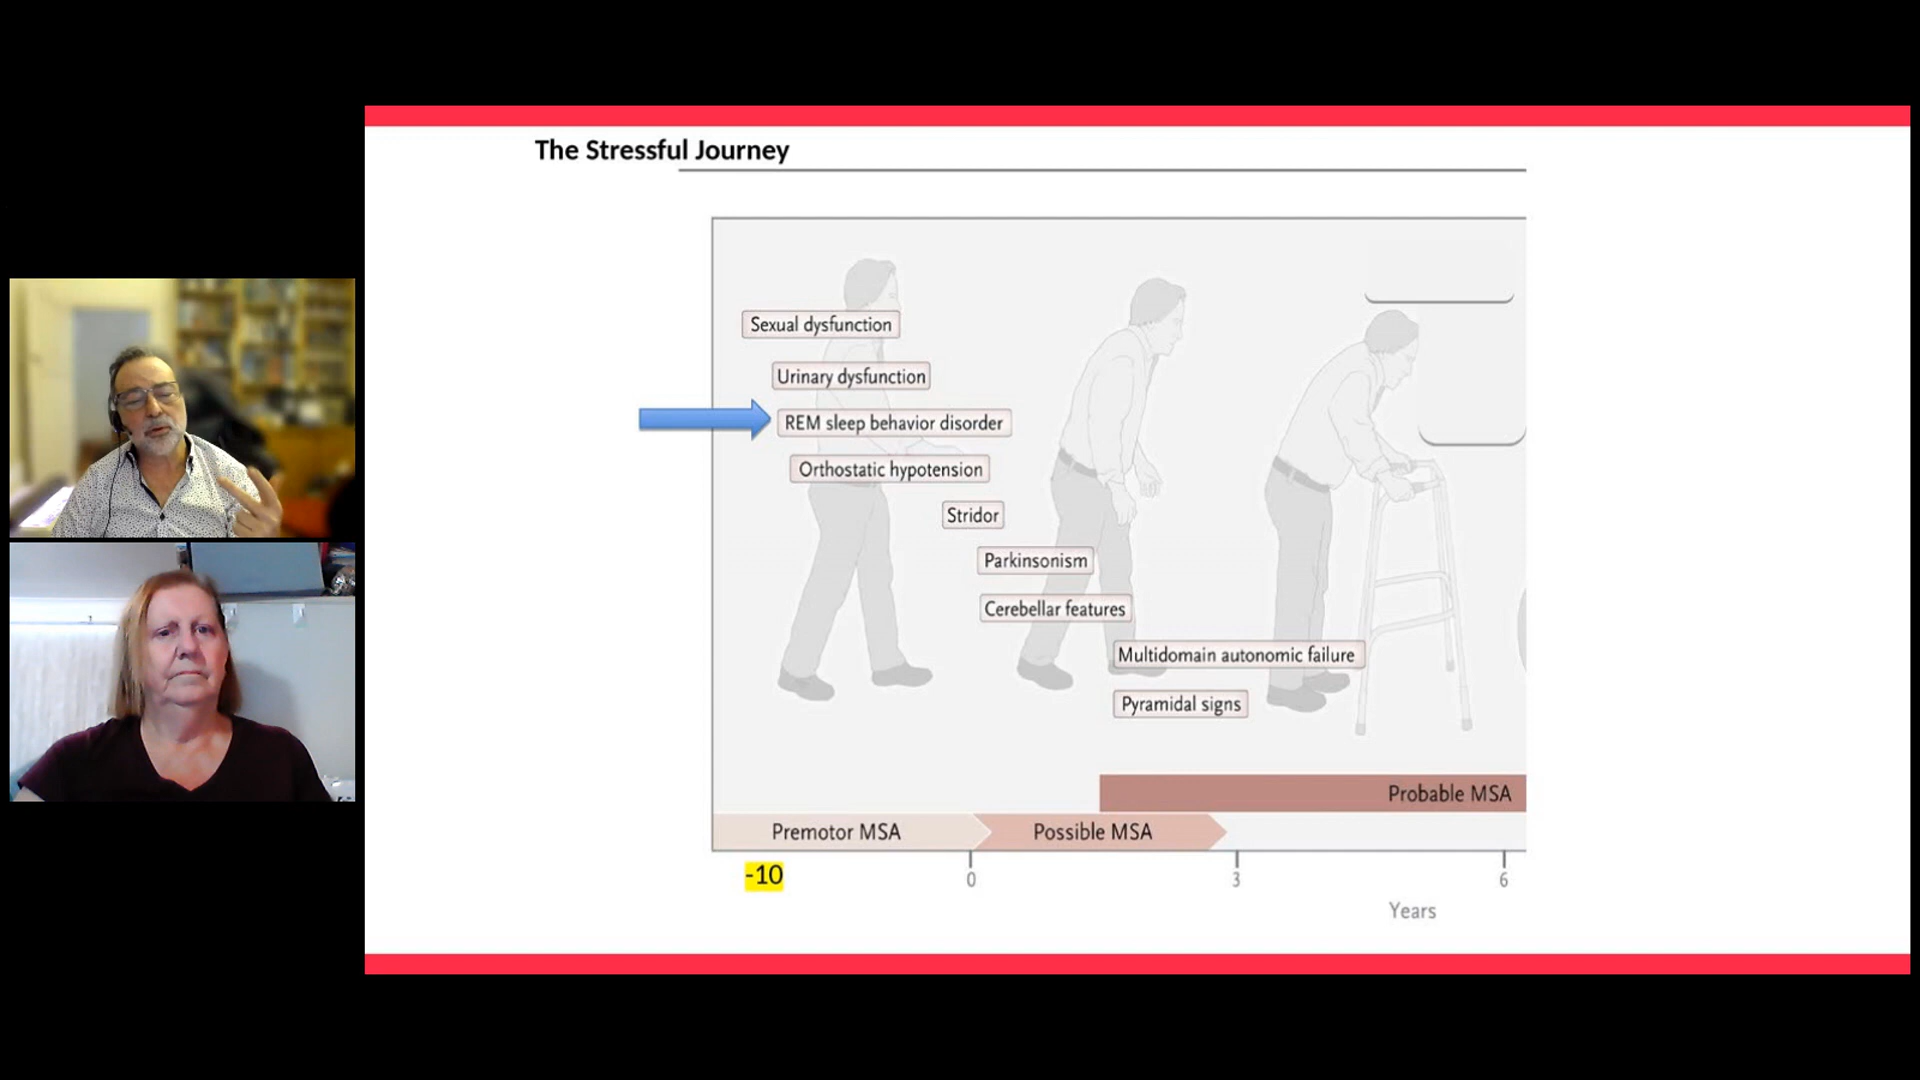 The Stressful Journey
Sexual dysfunction
Urinary dysfunction
REM sleep behavior disorder
Orthostatic hypotension
Stridor
Parkinsonism
Cerebellar features
Multidomain autonomic failure
Pyramidal signs
Probable MSA
Premotor MSA
Possible MSA
-10
0
3
6
Years